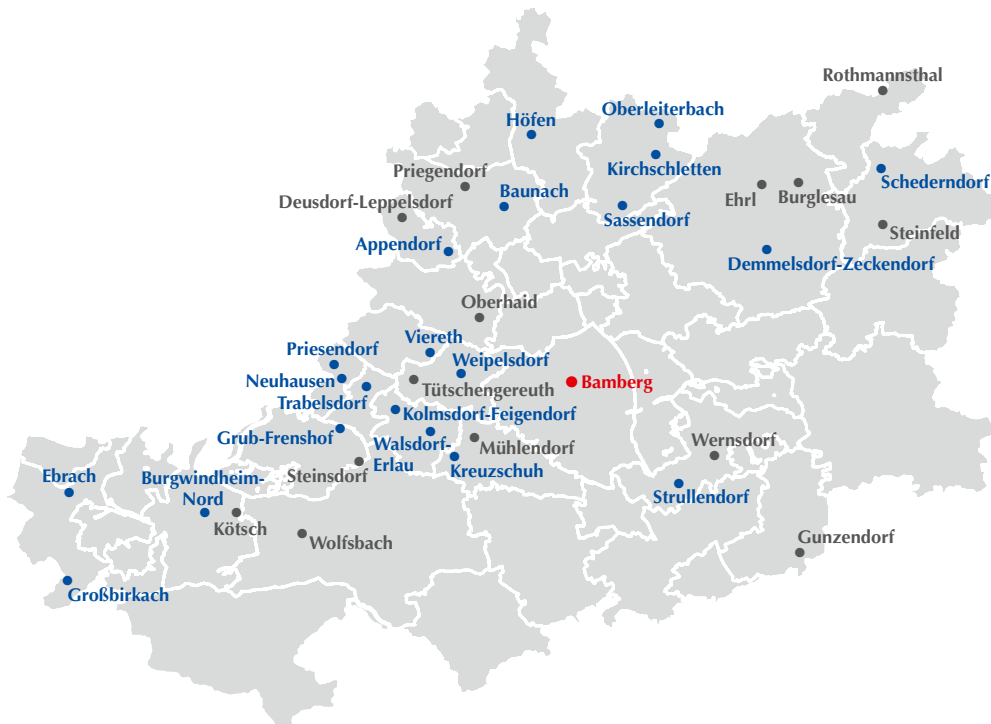 Rothmannsthal
Oberleiterbach
Höfen
Kirchschletten
Priegendorf
Schederndorf
Baunach
Ehrl
Burglesau
Deusdorf-Leppelsdorf
Sassendorf
Steinfeld
Appendorf
Demmelsdorf-Zeckendorf
Oberhaid
Viereth
Priesendorf
Weipelsdorf
Neuhausen
Bamberg
Tütschengereuth
Trabelsdorf
Kolmsdorf-Feigendorf
Grub-Frenshof
Walsdorf-
Erlau
Mühlendorf
Wernsdorf
Steinsdorf
Kreuzschuh
Ebrach
Burgwindheim-
Nord
Strullendorf
Kötsch
Wolfsbach
Gunzendorf
Großbirkach